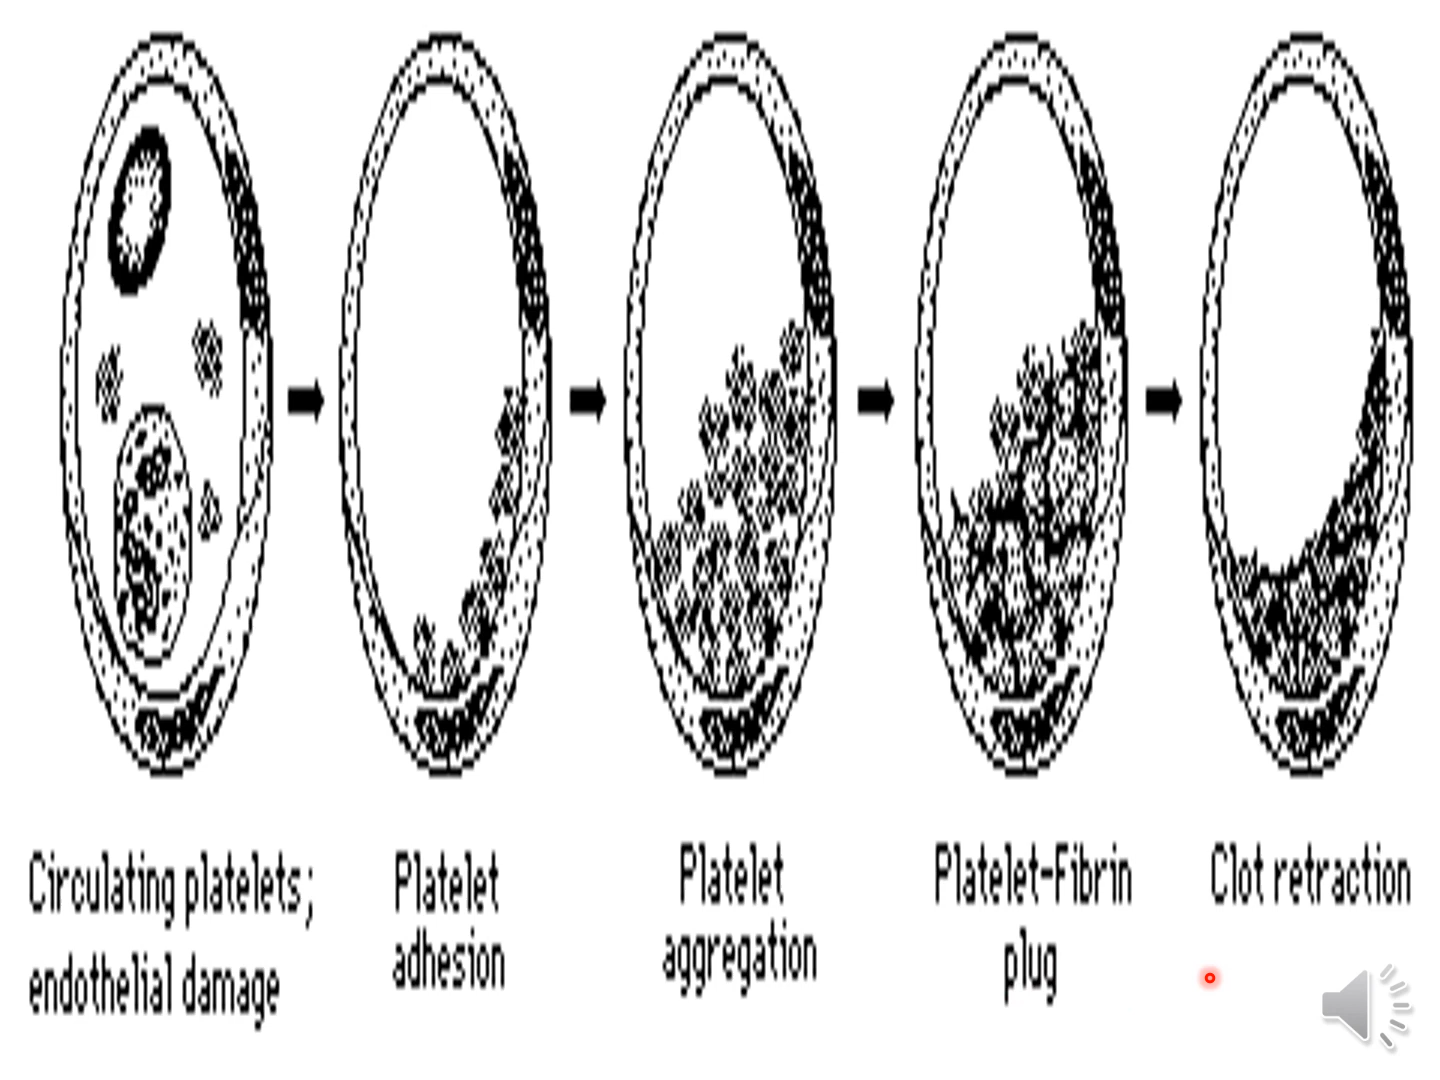 Circulating platelets;
endothelial damage
Platelet
adhesion
Platelet
aggregation
Platelet-Fibrin
plug
Clot retraction